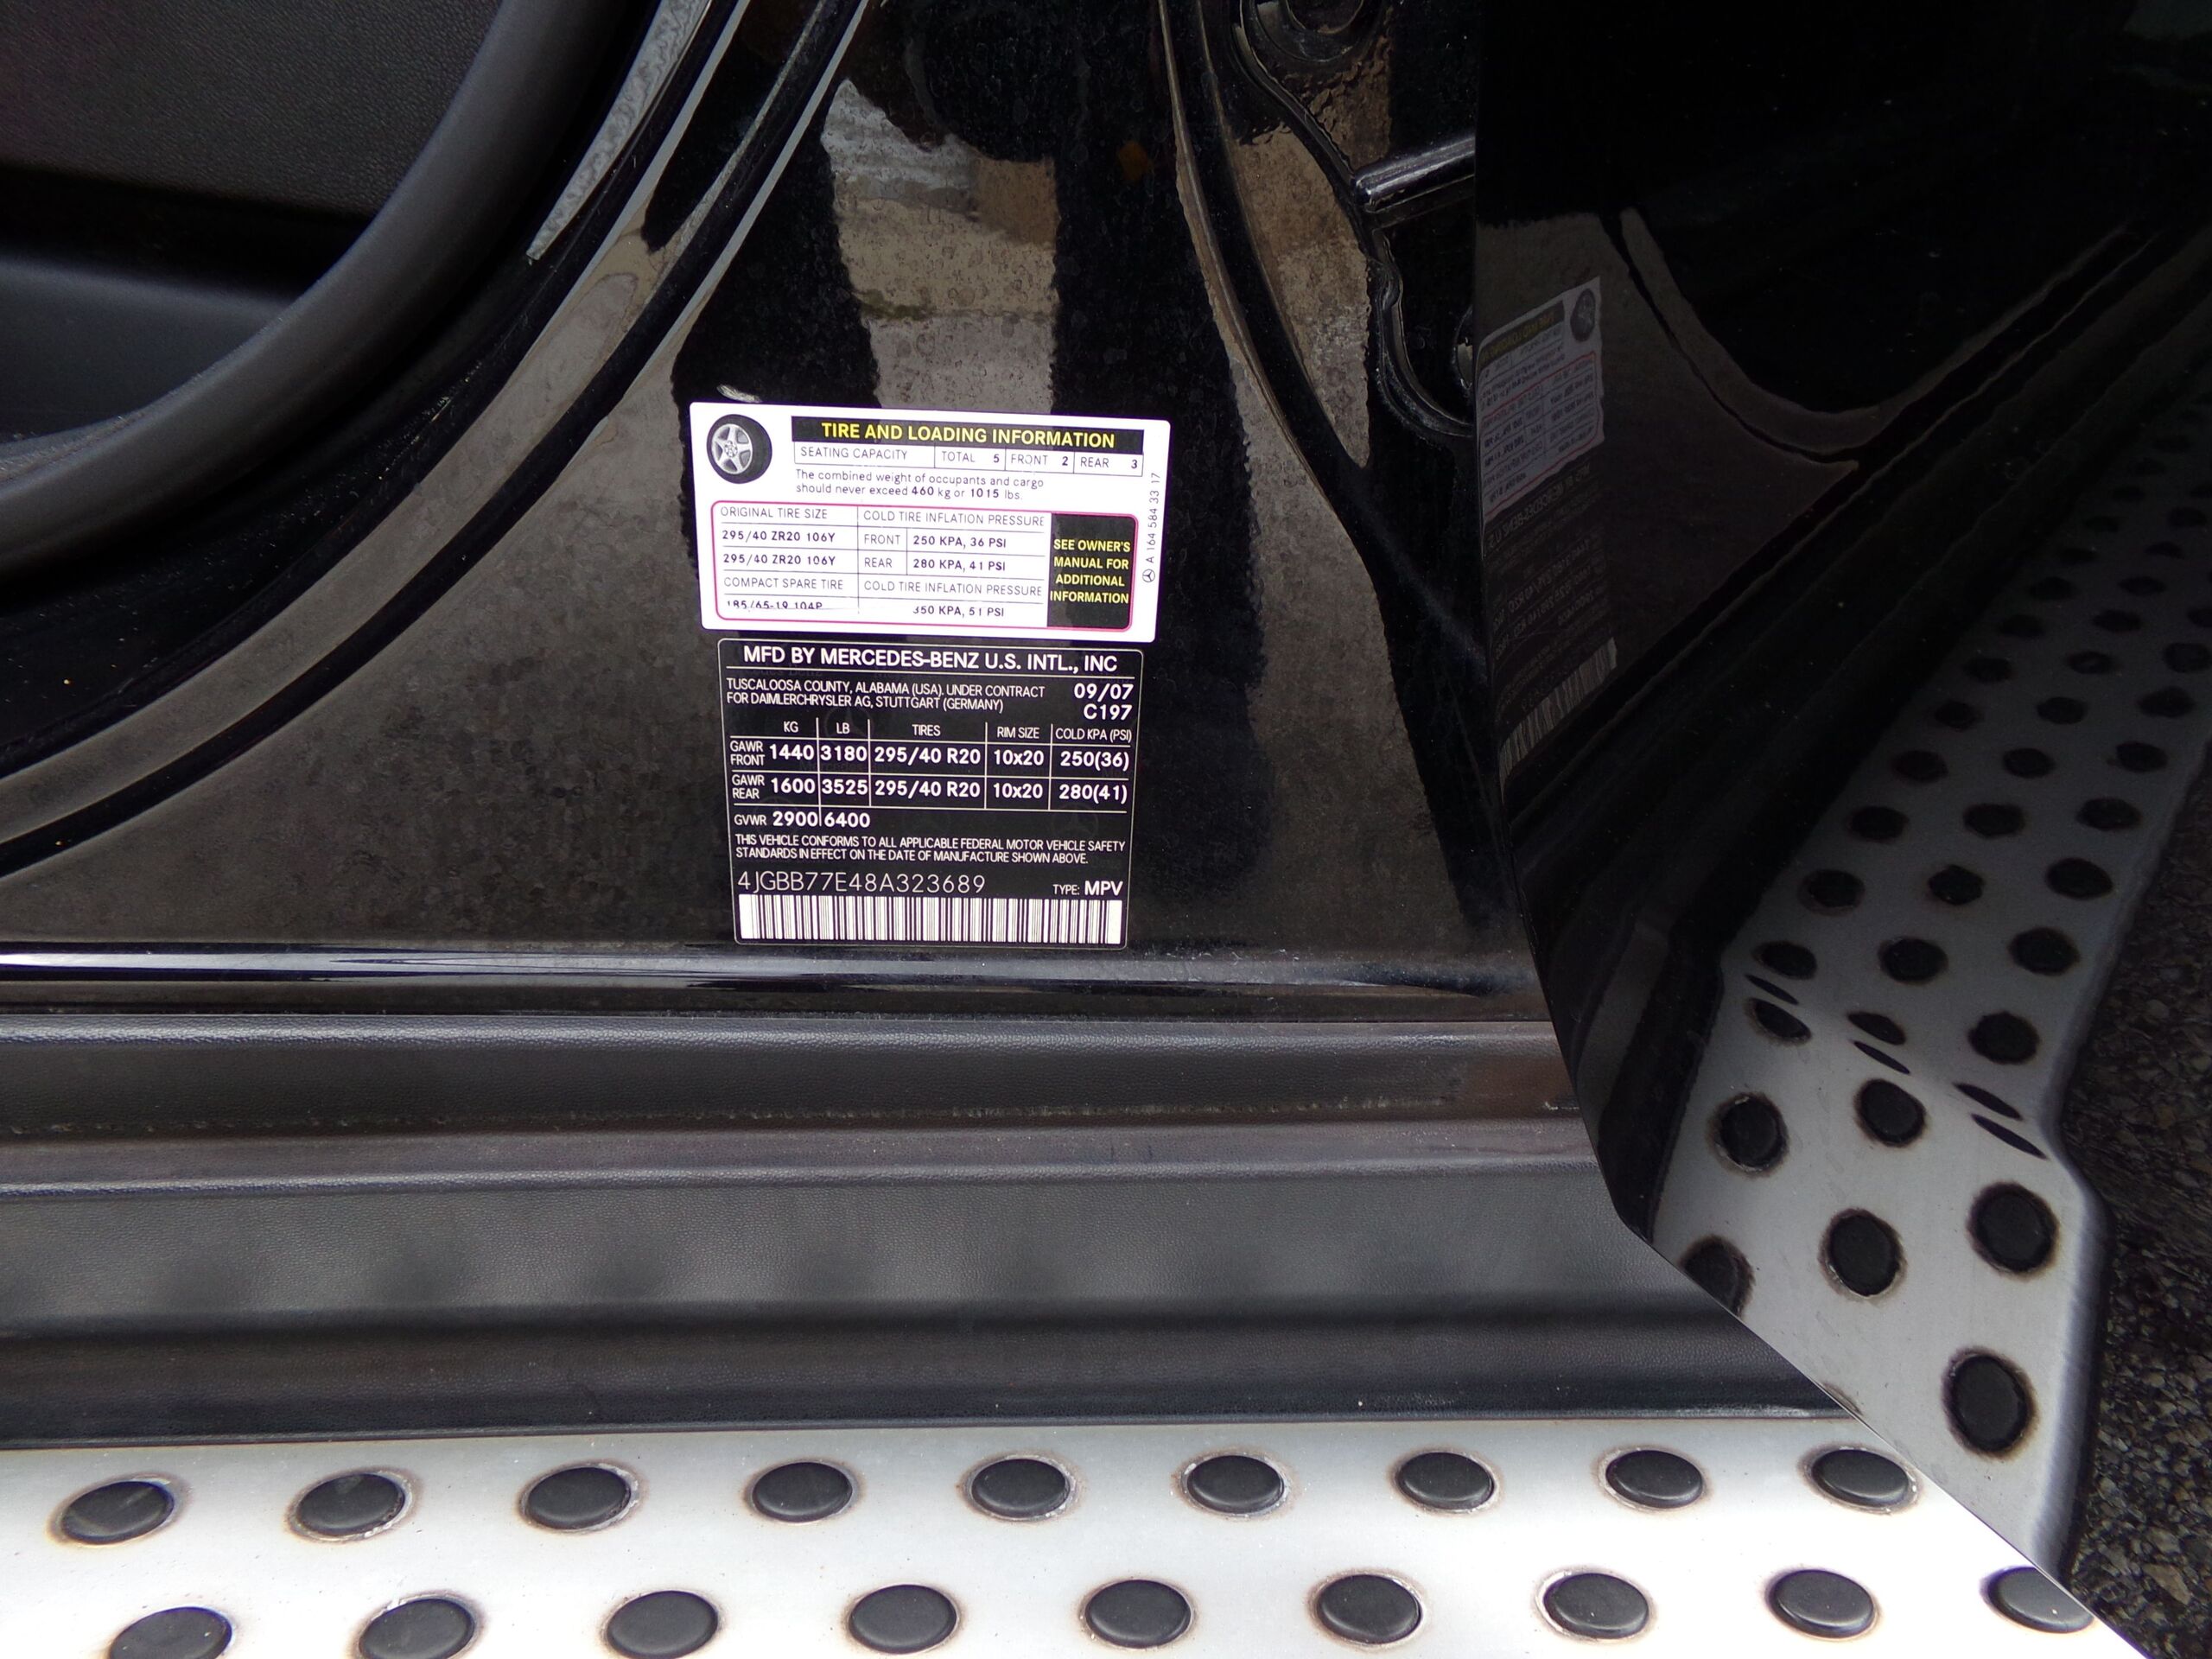 TIRE AND LOADING INFORMATION
SEATING CAPACITY TOTAL 5 FRONT 2 REAR 3
The combined weight of occupants and cargo
should never exceed 460 kg or 1015 lbs.
ORIGINAL TIRE SIZE COLD TIRE INFLATION PRESSURE
295/40 ZR20 106Y FRONT 250 KPA, 36 PSI
295/40 ZR20 106Y REAR 280 KPA, 41 PSI
COMPACT SPARE TIRE COLD TIRE INFLATION PRESSURE
185/65-19 104P 350 KPA, 51 PSI
SEE OWNER'S
MANUAL FOR
ADDITIONAL
INFORMATION
A 164 584 33 17
MFD BY MERCEDES-BENZ U.S. INTL., INC
TUSCALOOSA COUNTY, ALABAMA (USA). UNDER CONTRACT 09/07
FOR DAIMLERCHRYSLER AG, STUTTGART (GERMANY) C197
KG LB TIRES RIM SIZE COLD KPA (PSI)
GAWR FRONT 1440 3180 295/40 R20 10x20 250(36)
GAWR REAR 1600 3525 295/40 R20 10x20 280(41)
GVWR 2900 6400
THIS VEHICLE CONFORMS TO ALL APPLICABLE FEDERAL MOTOR VEHICLE SAFETY
STANDARDS IN EFFECT ON THE DATE OF MANUFACTURE SHOWN ABOVE.
4JGBB77E48A323689 TYPE: MPV